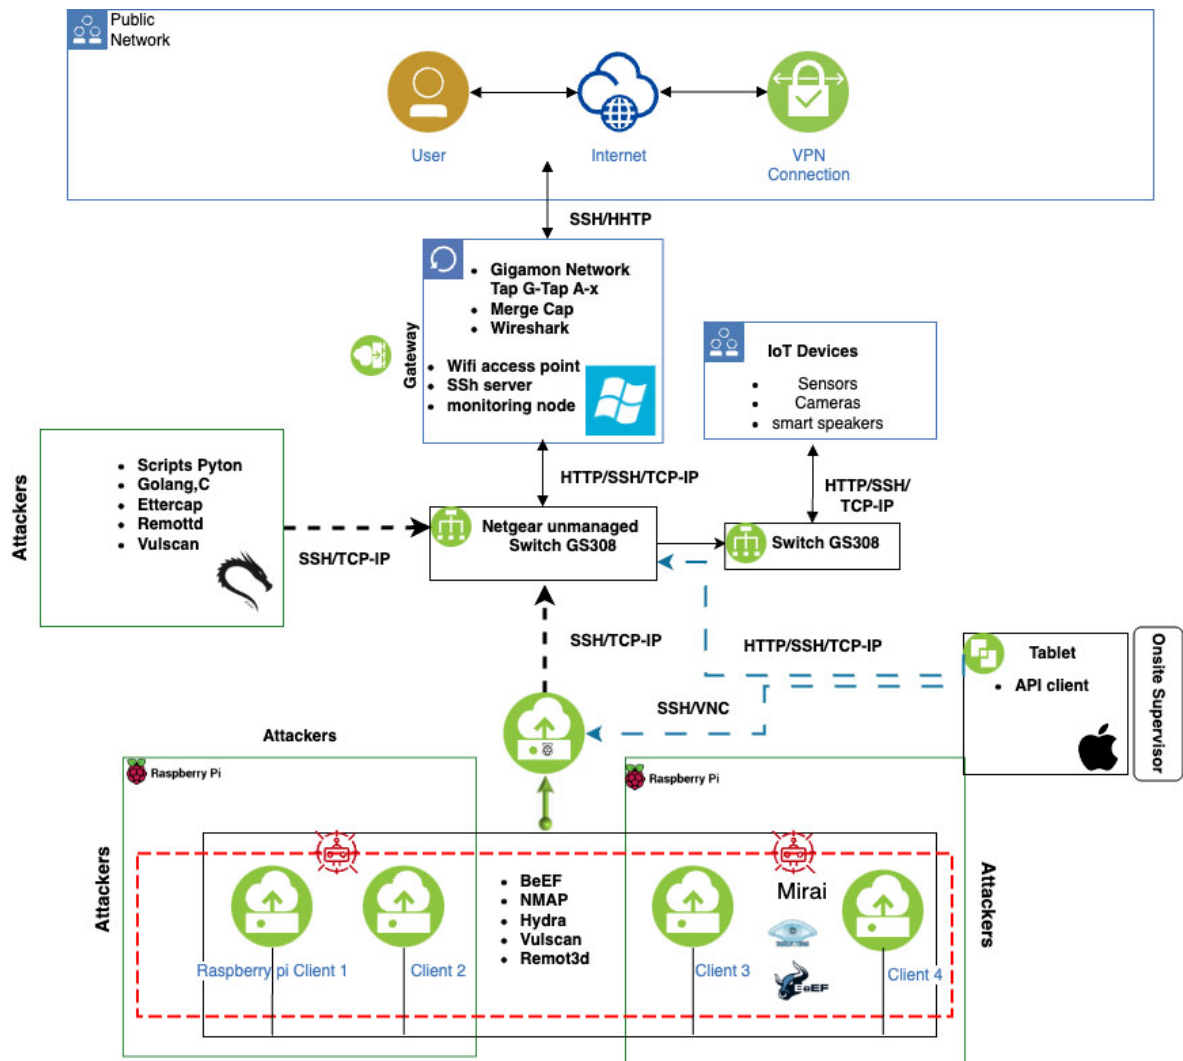 Public
Network
User
Internet
VPN
Connection
SSH/HHTP
Gigamon Network
Tap G-Tap A-x
Merge Cap
Wireshark
Gateway
Wifi access point
SSh server
monitoring node
IoT Devices
Sensors
Cameras
smart speakers
Attackers
Scripts Pyton
Golang,C
Ettercap
Remottd
Vulscan
SSH/TCP-IP
HTTP/SSH/TCP-IP
HTTP/SSH/
TCP-IP
Netgear unmanaged
Switch GS308
Switch GS308
SSH/TCP-IP
HTTP/SSH/TCP-IP
SSH/VNC
Tablet
API client
Onsite Supervisor
Attackers
Raspberry Pi
Raspberry Pi
Attackers
Attackers
BeEF
NMAP
Hydra
Vulscan
Remot3d
Mirai
BeEF
Raspberry pi Client 1
Client 2
Client 3
Client 4